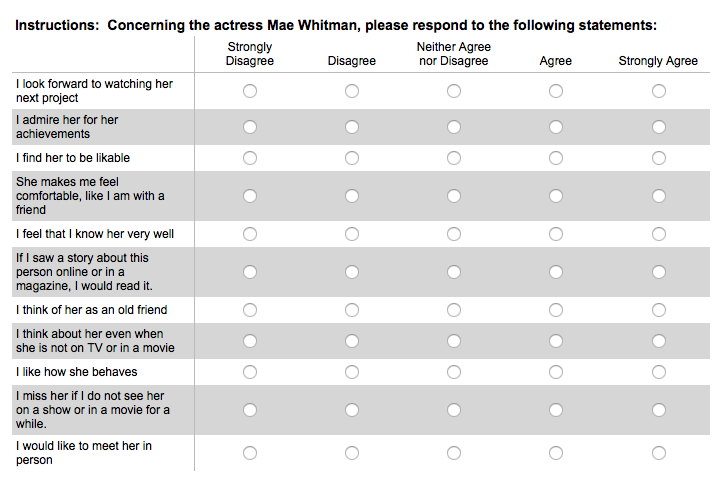 Instructions:  Concerning the actress Mae Whitman, please respond to the following statements:
Strongly
Disagree
Disagree
Neither Agree
nor Disagree
Agree
Strongly Agree
I look forward to watching her
next project
I admire her for her
achievements
I find her to be likable
She makes me feel
comfortable, like I am with a
friend
I feel that I know her very well
If I saw a story about this
person online or in a
magazine, I would read it.
I think of her as an old friend
I think about her even when
she is not on TV or in a movie
I like how she behaves
I miss her if I do not see her
on a show or in a movie for a
while.
I would like to meet her in
person